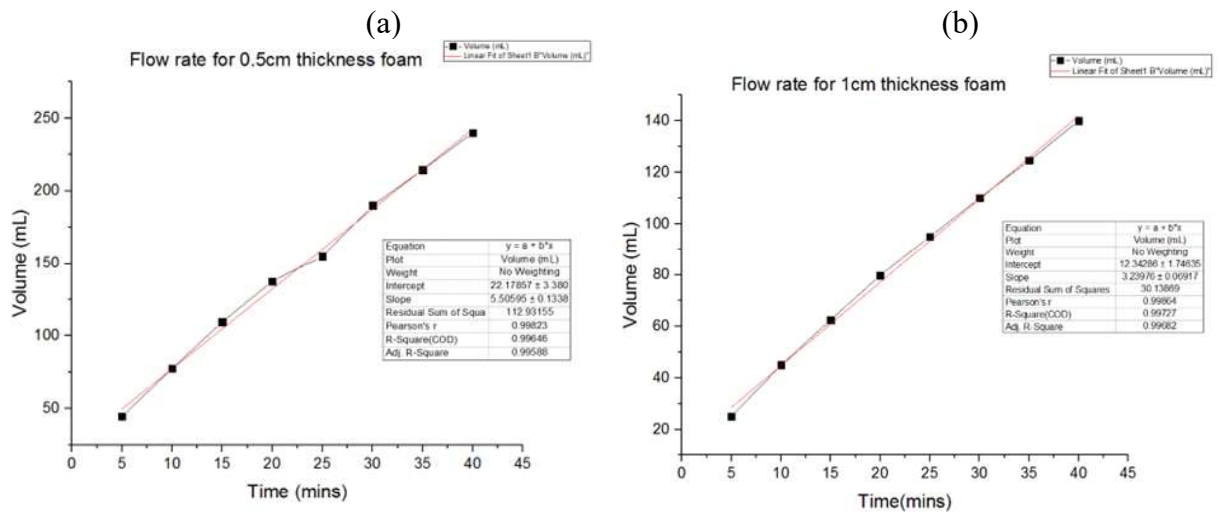 (a)
Volume (mL)
Linear Fit of Sheet1 B"Volume (mL)"
Flow rate for 0.5cm thickness foam
250
200
150
100
50
Volume (mL)
Equation y = a + b*x
Plot Volume (mL)
Weight No Weighting
Intercept 22.17857 ± 3.380
Slope 5.50595 ± 0.1338
Residual Sum of Squa 112.93155
Pearson's r 0.99823
R-Square(COD) 0.99646
Adj. R-Square 0.99588
0 5 10 15 20 25 30 35 40 45
Time (mins)
(b)
Volume (mL)
Linear Fit of Sheet1 B"Volume (mL)"
Flow rate for 1cm thickness foam
140
120
100
80
60
40
20
Volume (mL)
Equation y = a + b*x
Plot Volume (mL)
Weight No Weighting
Intercept 12.34286 ± 1.74635
Slope 3.23976 ± 0.06917
Residual Sum of Squares 30.13869
Pearson's r 0.99864
R-Square(COD) 0.99727
Adj. R-Square 0.99682
0 5 10 15 20 25 30 35 40 45
Time(mins)